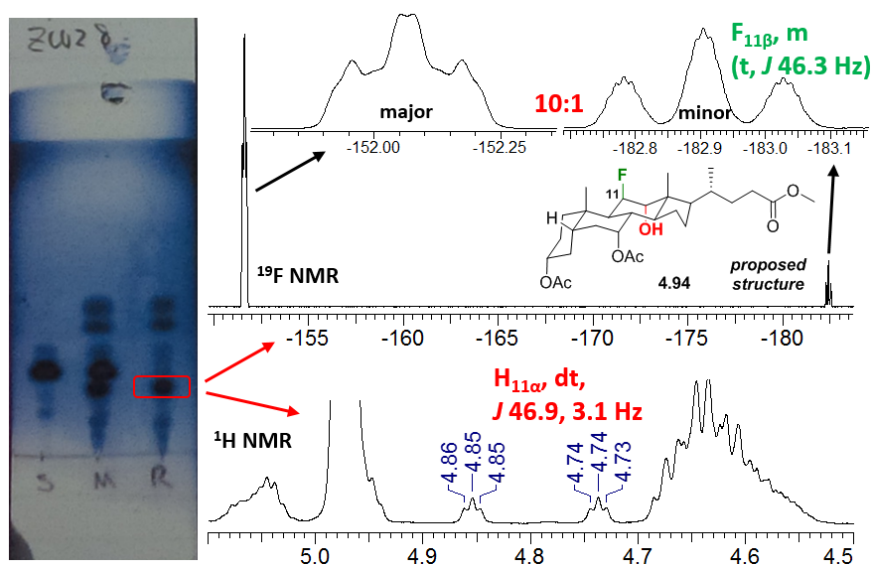 ZW28
S M R
major
-152.00
-152.25
10:1
F11β, m
(t, J 46.3 Hz)
minor
-182.8
-182.9
-183.0
-183.1
F
11
H
OH
OAc
OAc
O
O
4.94
proposed
structure
19F NMR
-155
-160
-165
-170
-175
-180
H11α, dt,
J 46.9, 3.1 Hz
1H NMR
4.86
4.85
4.85
4.74
4.74
4.73
5.0
4.9
4.8
4.7
4.6
4.5